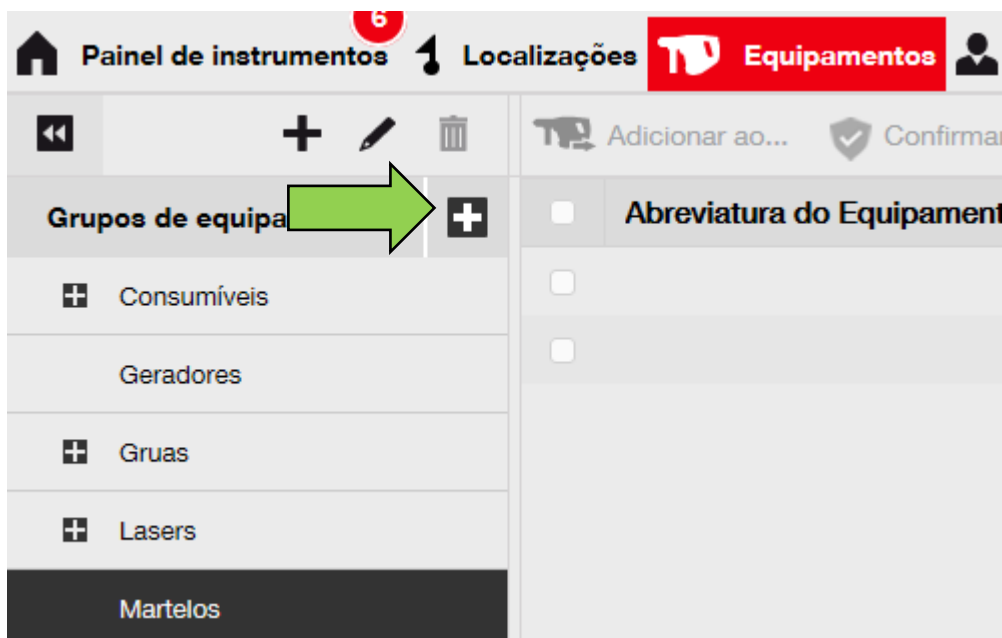 6
Painel de instrumentos Localizações Equipamentos
Adicionar ao... Confirmar
Grupos de equipa
Abreviatura do Equipament
Consumíveis
Geradores
Gruas
Lasers
Martelos